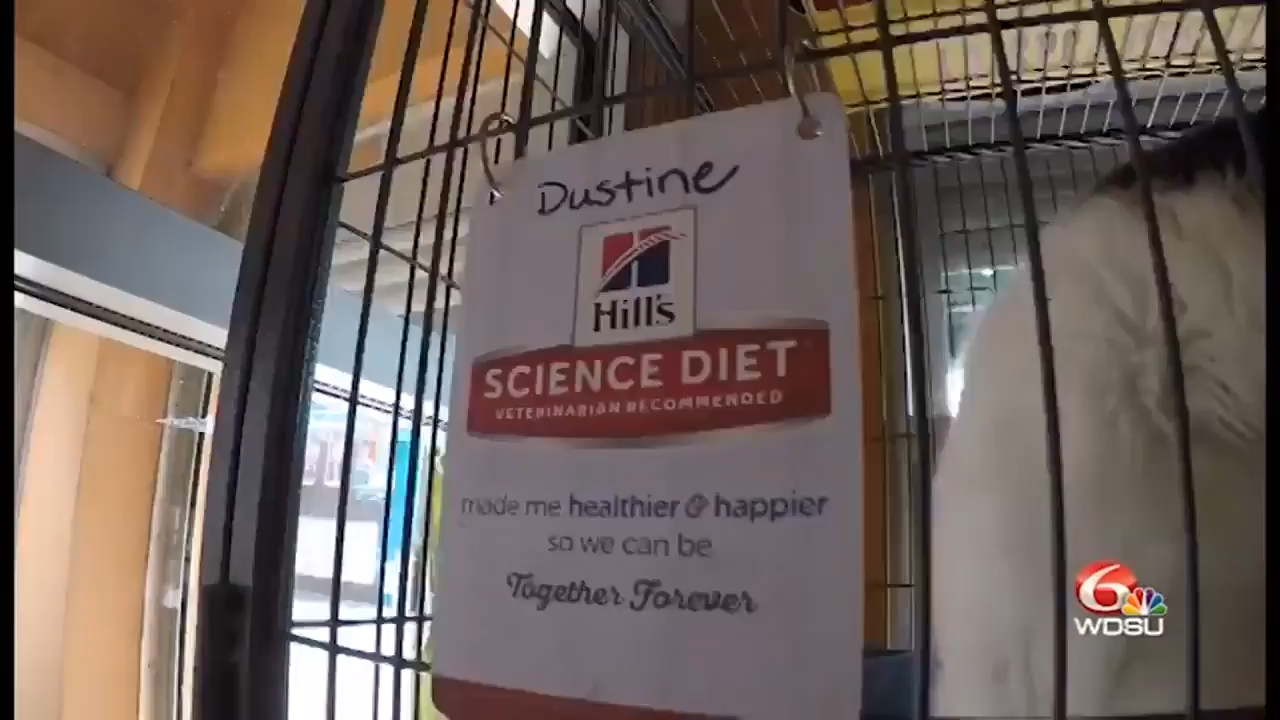 Dustine
Hill's
SCIENCE DIET
VETERINARIAN RECOMMENDED
made me healthier & happier
so we can be
Together Forever
6
WDSU